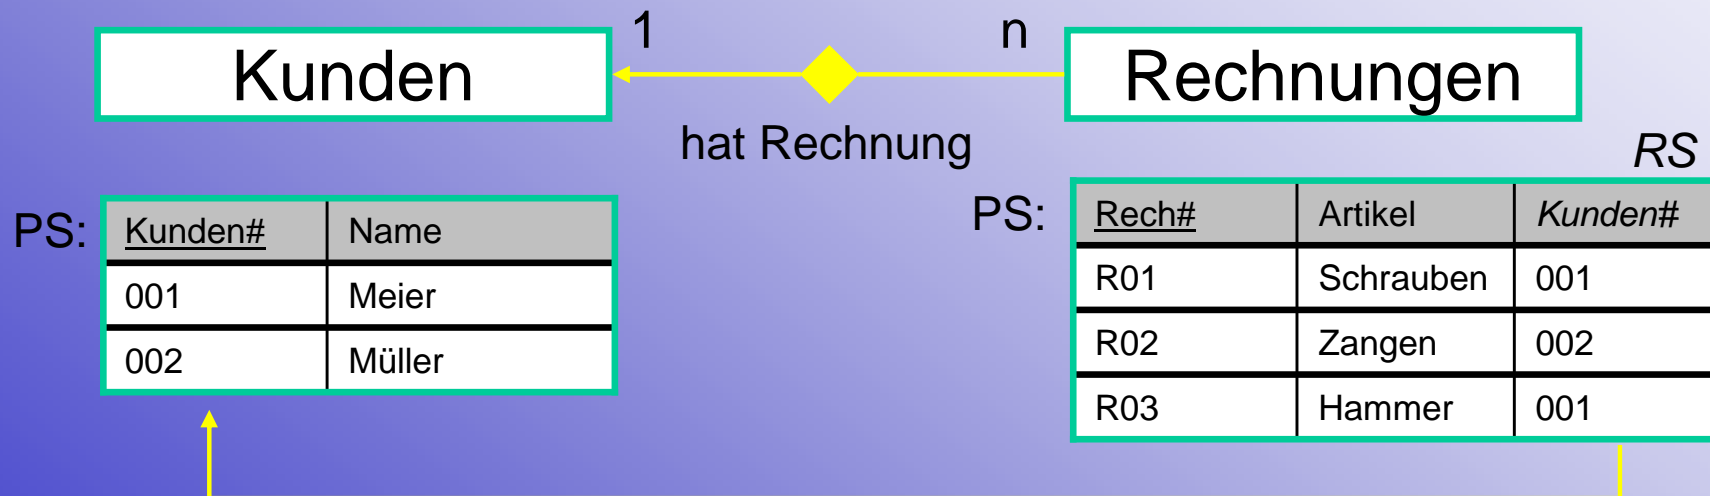 1 n
Kunden Rechnungen
hat Rechnung
RS
PS:
Kunden# Name
001 Meier
002 Müller
PS:
Rech# Artikel Kunden#
R01 Schrauben 001
R02 Zangen 002
R03 Hammer 001